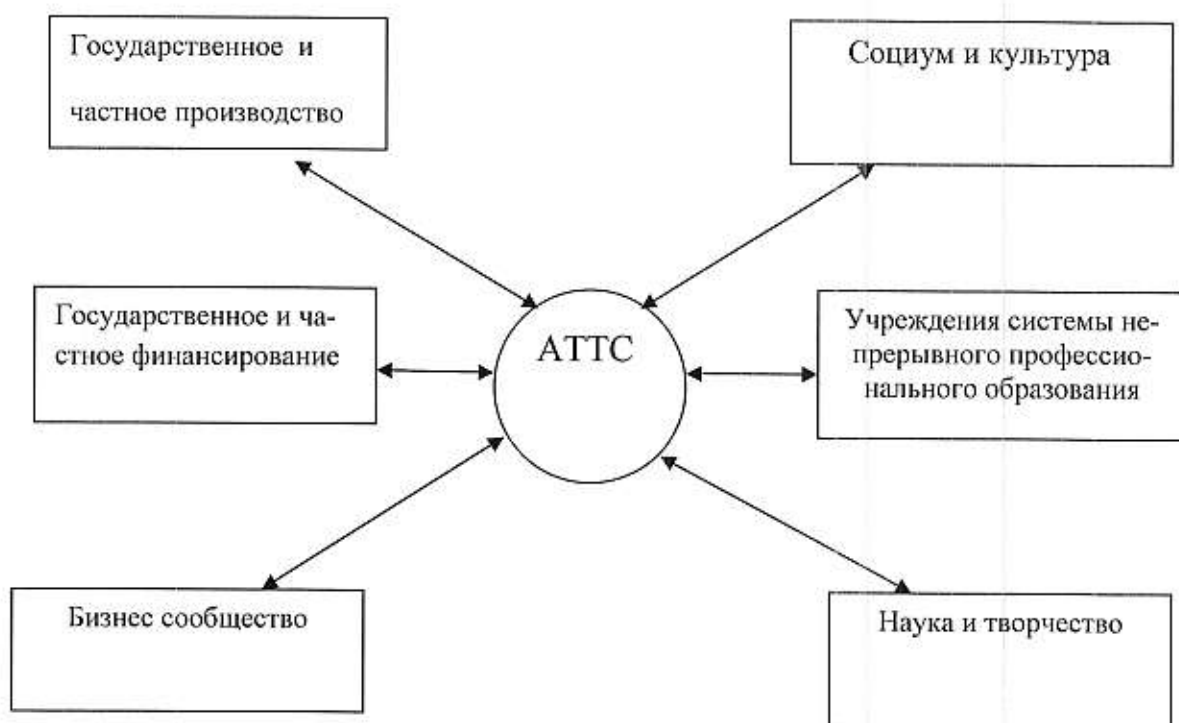 Государственное и
частное производство
Социум и культура
Государственное и ча-
стное финансирование
АТТС
Учреждения системы не-
прерывного профессио-
нального образования
Бизнес сообщество
Наука и творчество